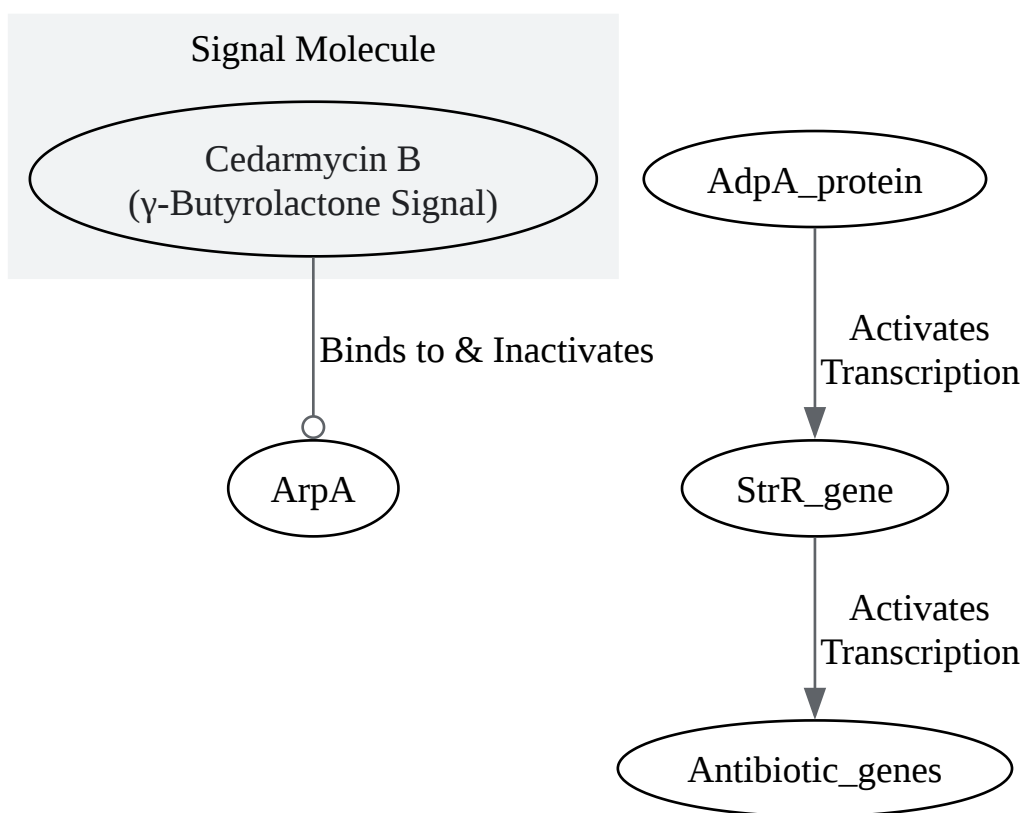 Signal Molecule
Cedarmycin B
(γ-Butyrolactone Signal)
AdpA_protein
Binds to & Inactivates
Activates
Transcription
ArpA
StrR_gene
Activates
Transcription
Antibiotic_genes